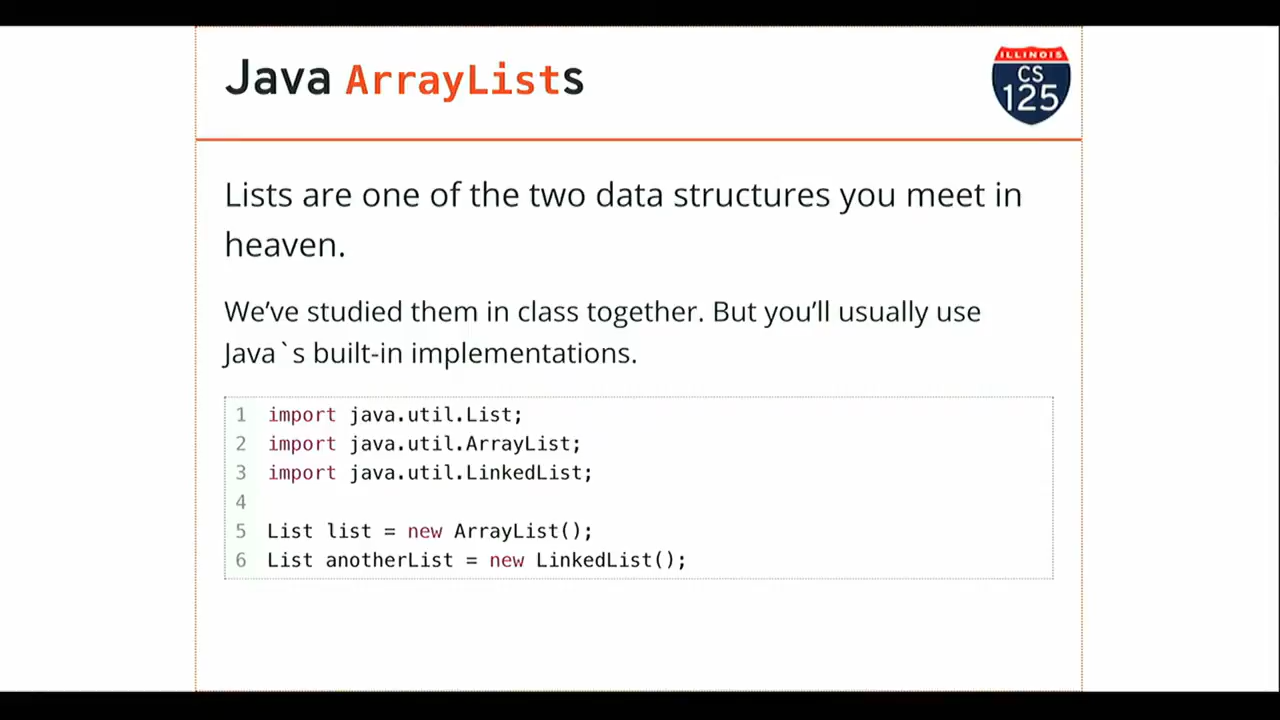 Java ArrayLists
ILLINOIS
CS
125
Lists are one of the two data structures you meet in
heaven.
We’ve studied them in class together. But you’ll usually use
Java`s built-in implementations.
1 import java.util.List;
2 import java.util.ArrayList;
3 import java.util.LinkedList;
4
5 List list = new ArrayList();
6 List anotherList = new LinkedList();